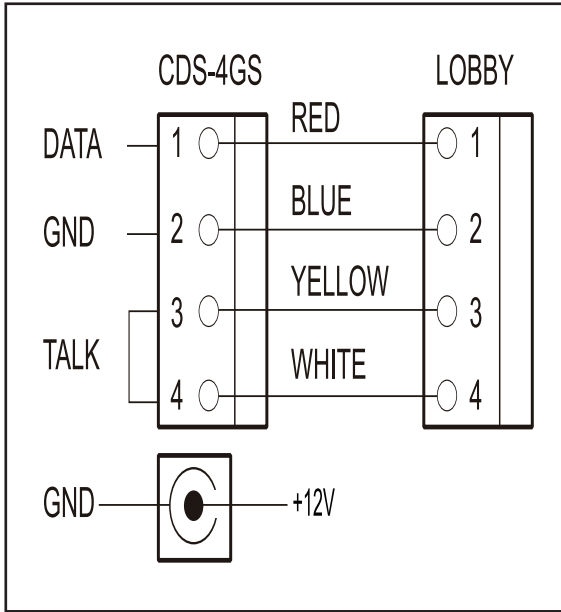 CDS-4GS LOBBY
DATA 1 RED 1
GND 2 BLUE 2
YELLOW
3 3
TALK
WHITE
4 4
GND +12V